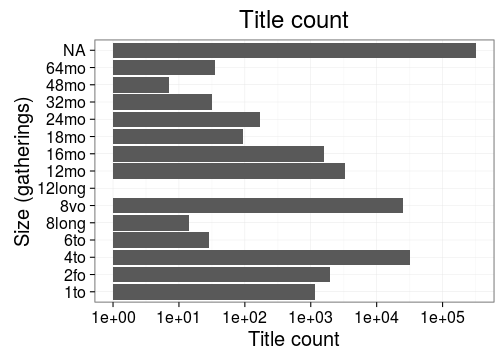 Title count
Size (gatherings)
NA
64mo
48mo
32mo
24mo
18mo
16mo
12mo
12long
8vo
8long
6to
4to
2fo
1to
1e+00 1e+01 1e+02 1e+03 1e+04 1e+05
Title count